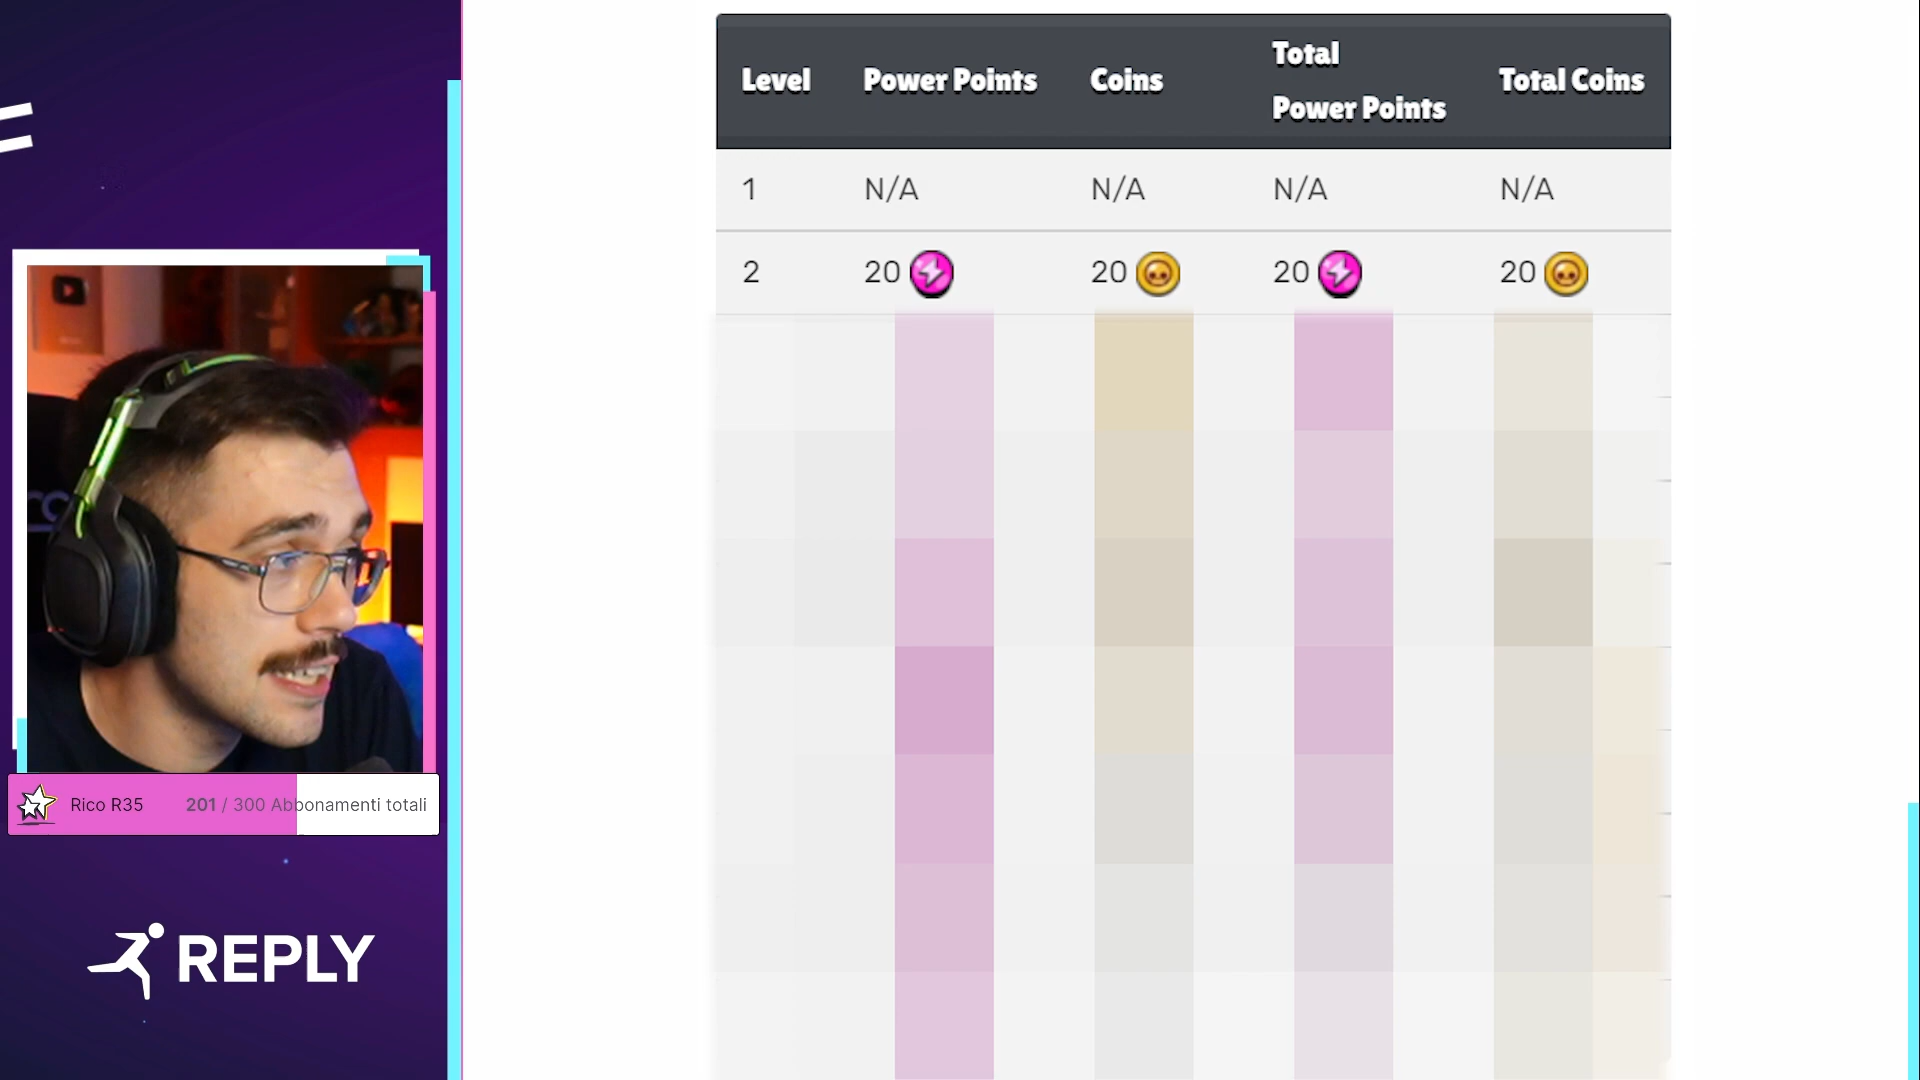 Level Power Points Coins Total Power Points Total Coins
1 N/A N/A N/A N/A
2 20 20 20 20
Rico R35 201 / 300 Abbonamenti totali
REPLY